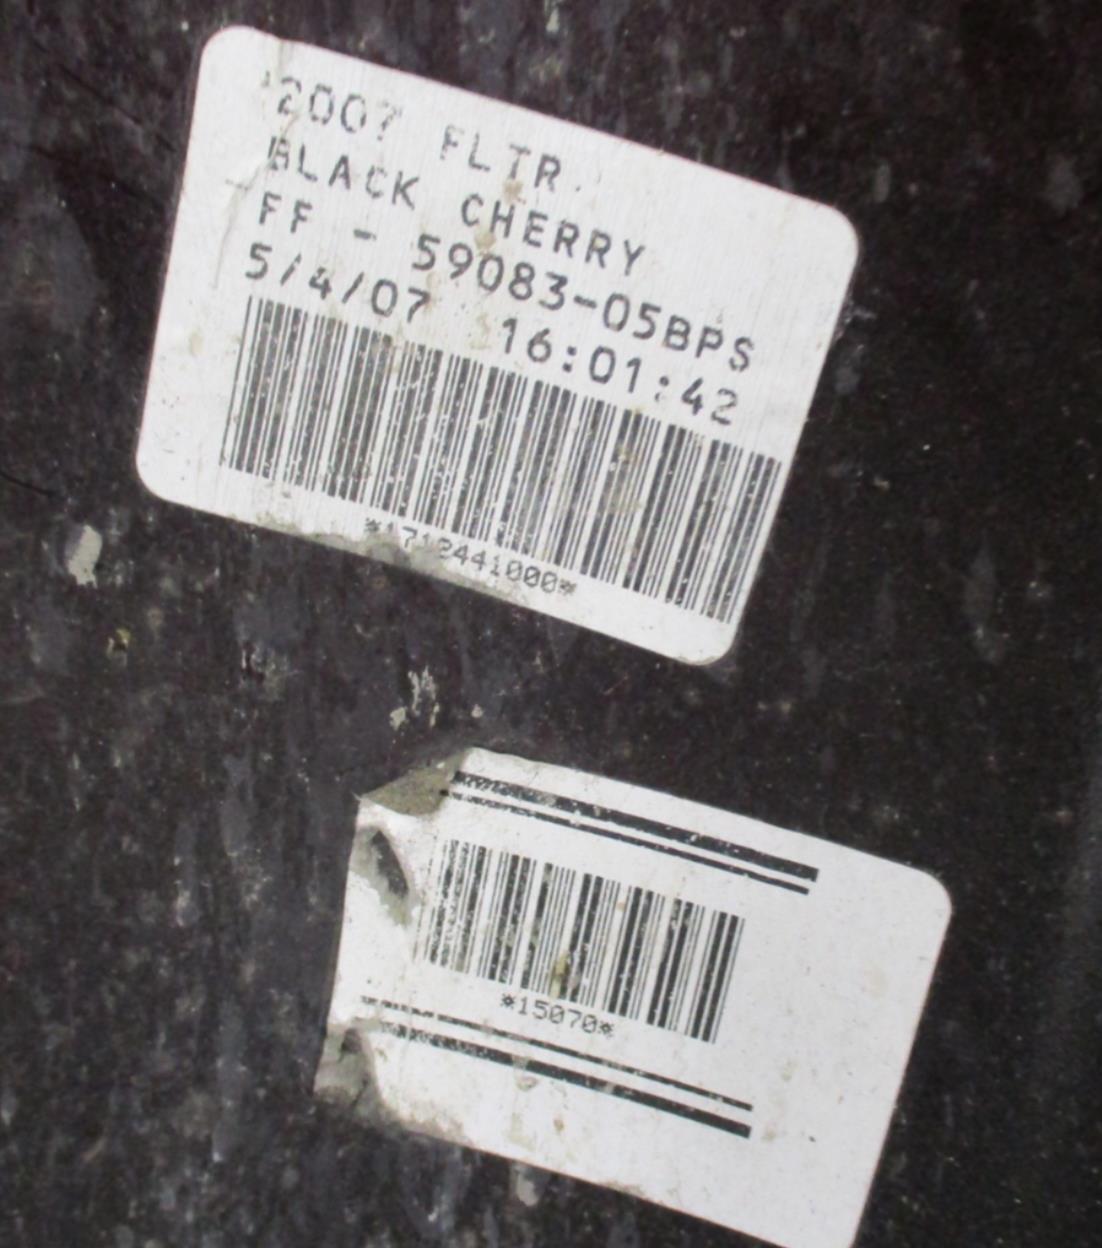 2007 FLTR
BLACK CHERRY
FF - 59083-05BPS
5/4/07 16:01:42
*1712441000*
*15070*